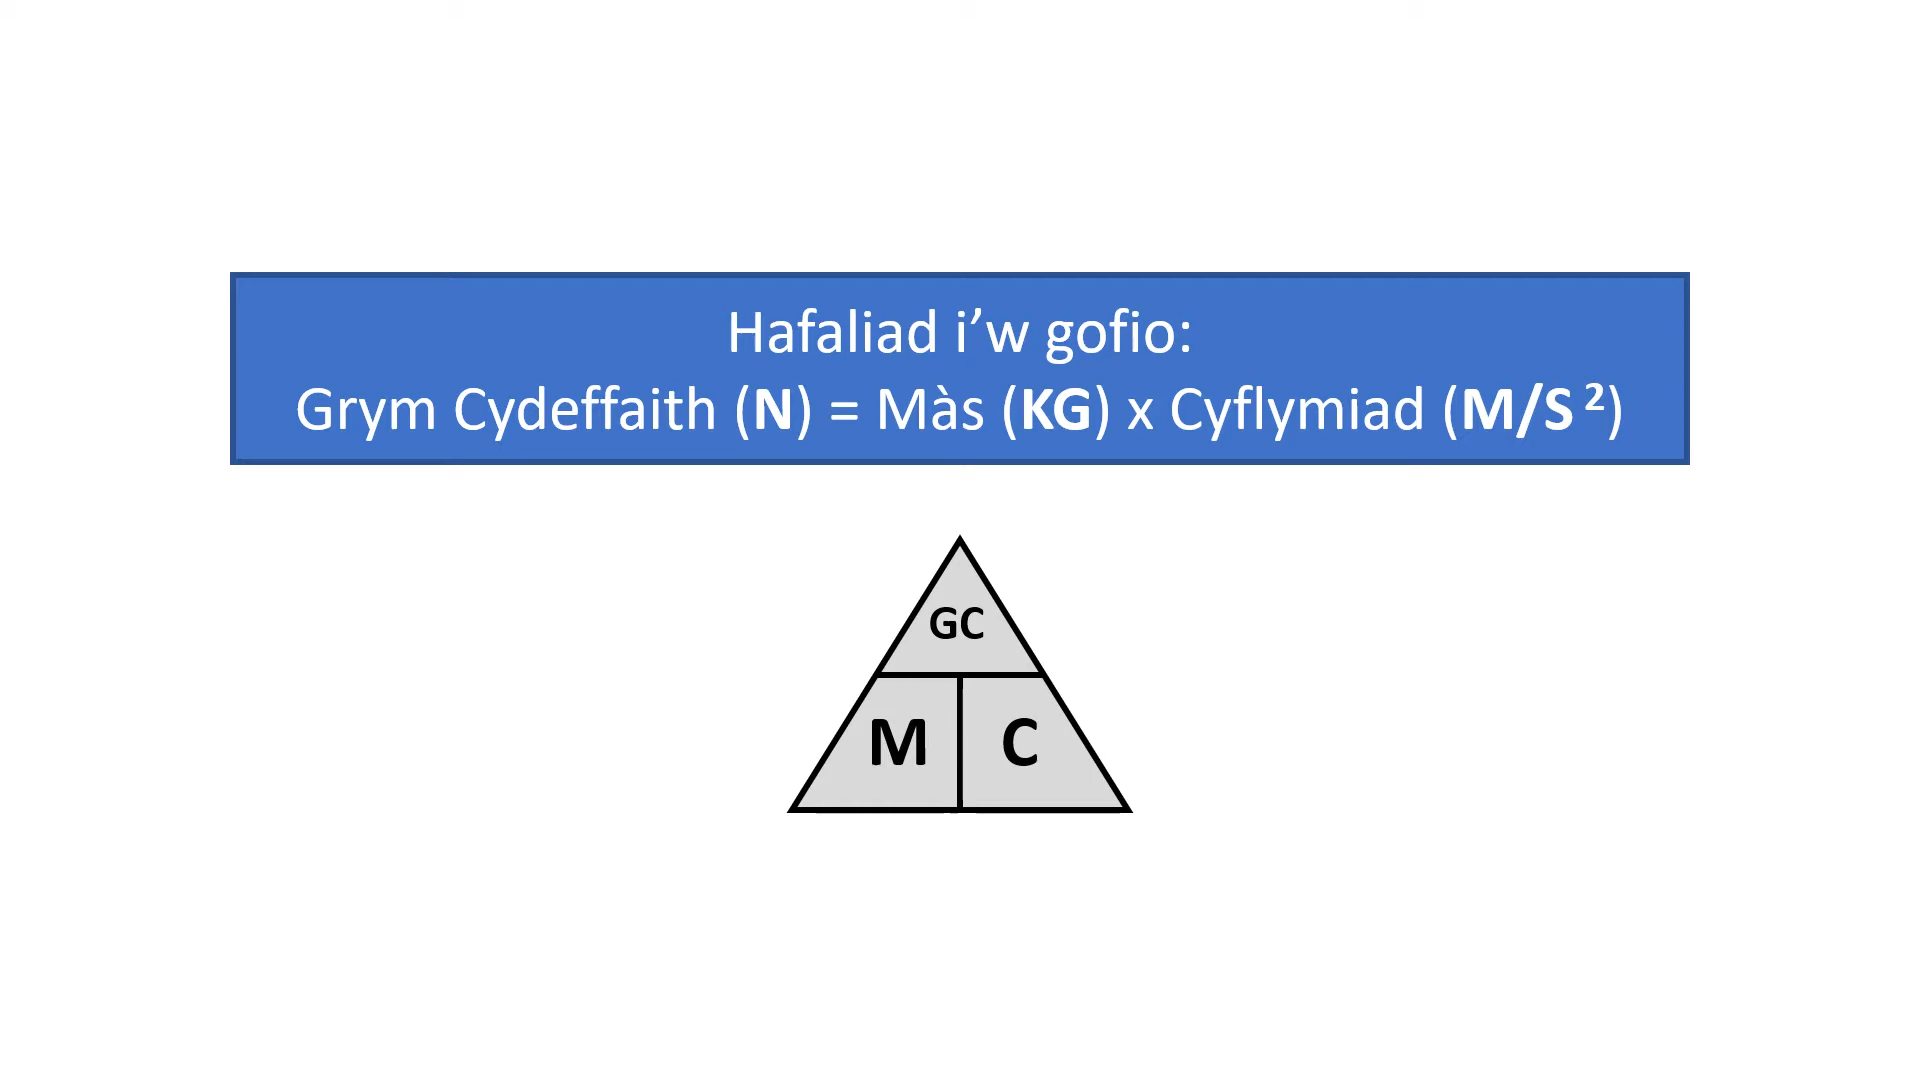 Hafaliad i’w gofio:
Grym Cydeffaith (N) = Màs (KG) x Cyflymiad (M/S ²)
GC
M C